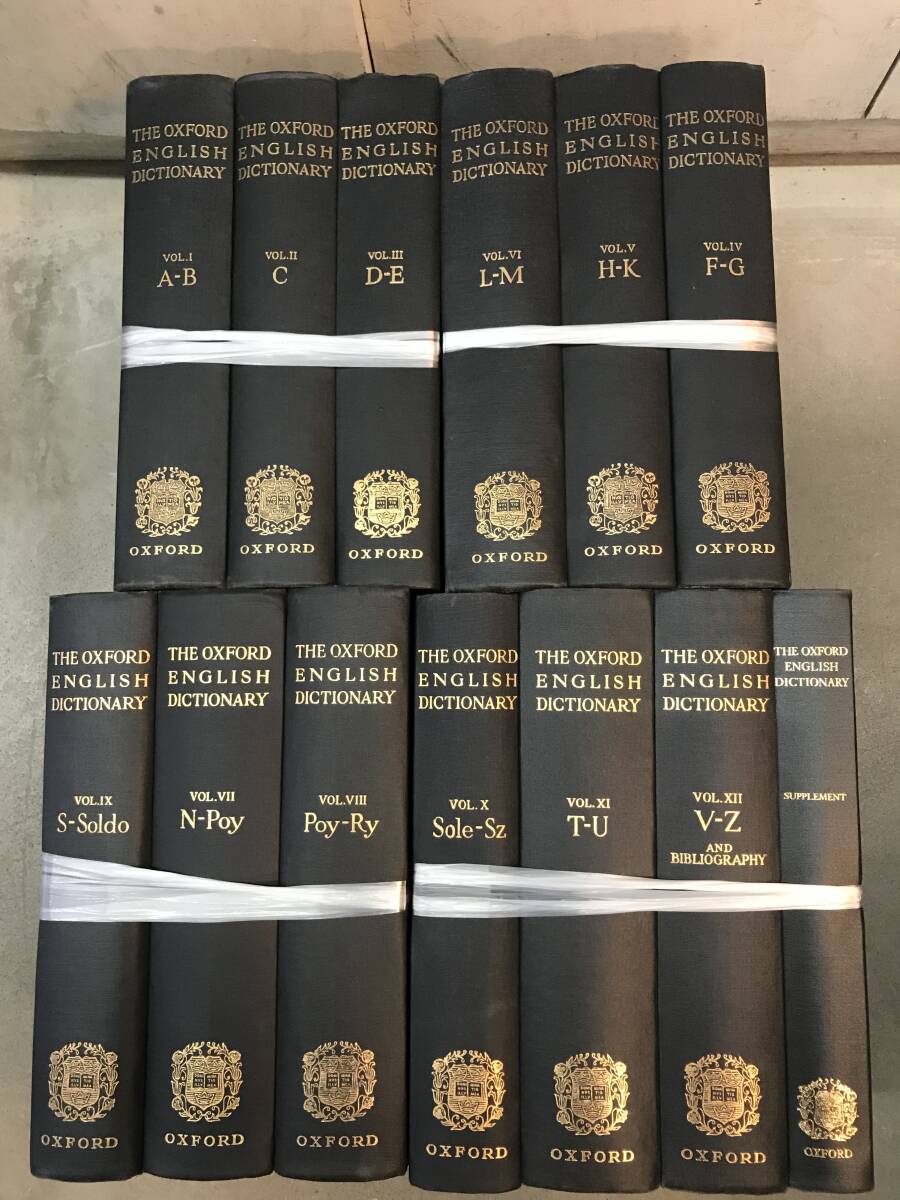 THE OXFORD
ENGLISH
DICTIONARY
VOL.I
A-B
OXFORD
THE OXFORD
ENGLISH
DICTIONARY
VOL.II
C
OXFORD
THE OXFORD
ENGLISH
DICTIONARY
VOL.III
D-E
OXFORD
THE OXFORD
ENGLISH
DICTIONARY
VOL.VI
L-M
OXFORD
THE OXFORD
ENGLISH
DICTIONARY
VOL.V
H-K
OXFORD
THE OXFORD
ENGLISH
DICTIONARY
VOL.IV
F-G
OXFORD
THE OXFORD
ENGLISH
DICTIONARY
VOL.IX
S-Soldo
OXFORD
THE OXFORD
ENGLISH
DICTIONARY
VOL.VII
N-Poy
OXFORD
THE OXFORD
ENGLISH
DICTIONARY
VOL.VIII
Poy-Ry
OXFORD
THE OXFORD
ENGLISH
DICTIONARY
VOL.X
Sole-Sz
OXFORD
THE OXFORD
ENGLISH
DICTIONARY
VOL.XI
T-U
OXFORD
THE OXFORD
ENGLISH
DICTIONARY
VOL.XII
V-Z
AND
BIBLIOGRAPHY
OXFORD
THE OXFORD
ENGLISH
DICTIONARY
SUPPLEMENT
OXFORD